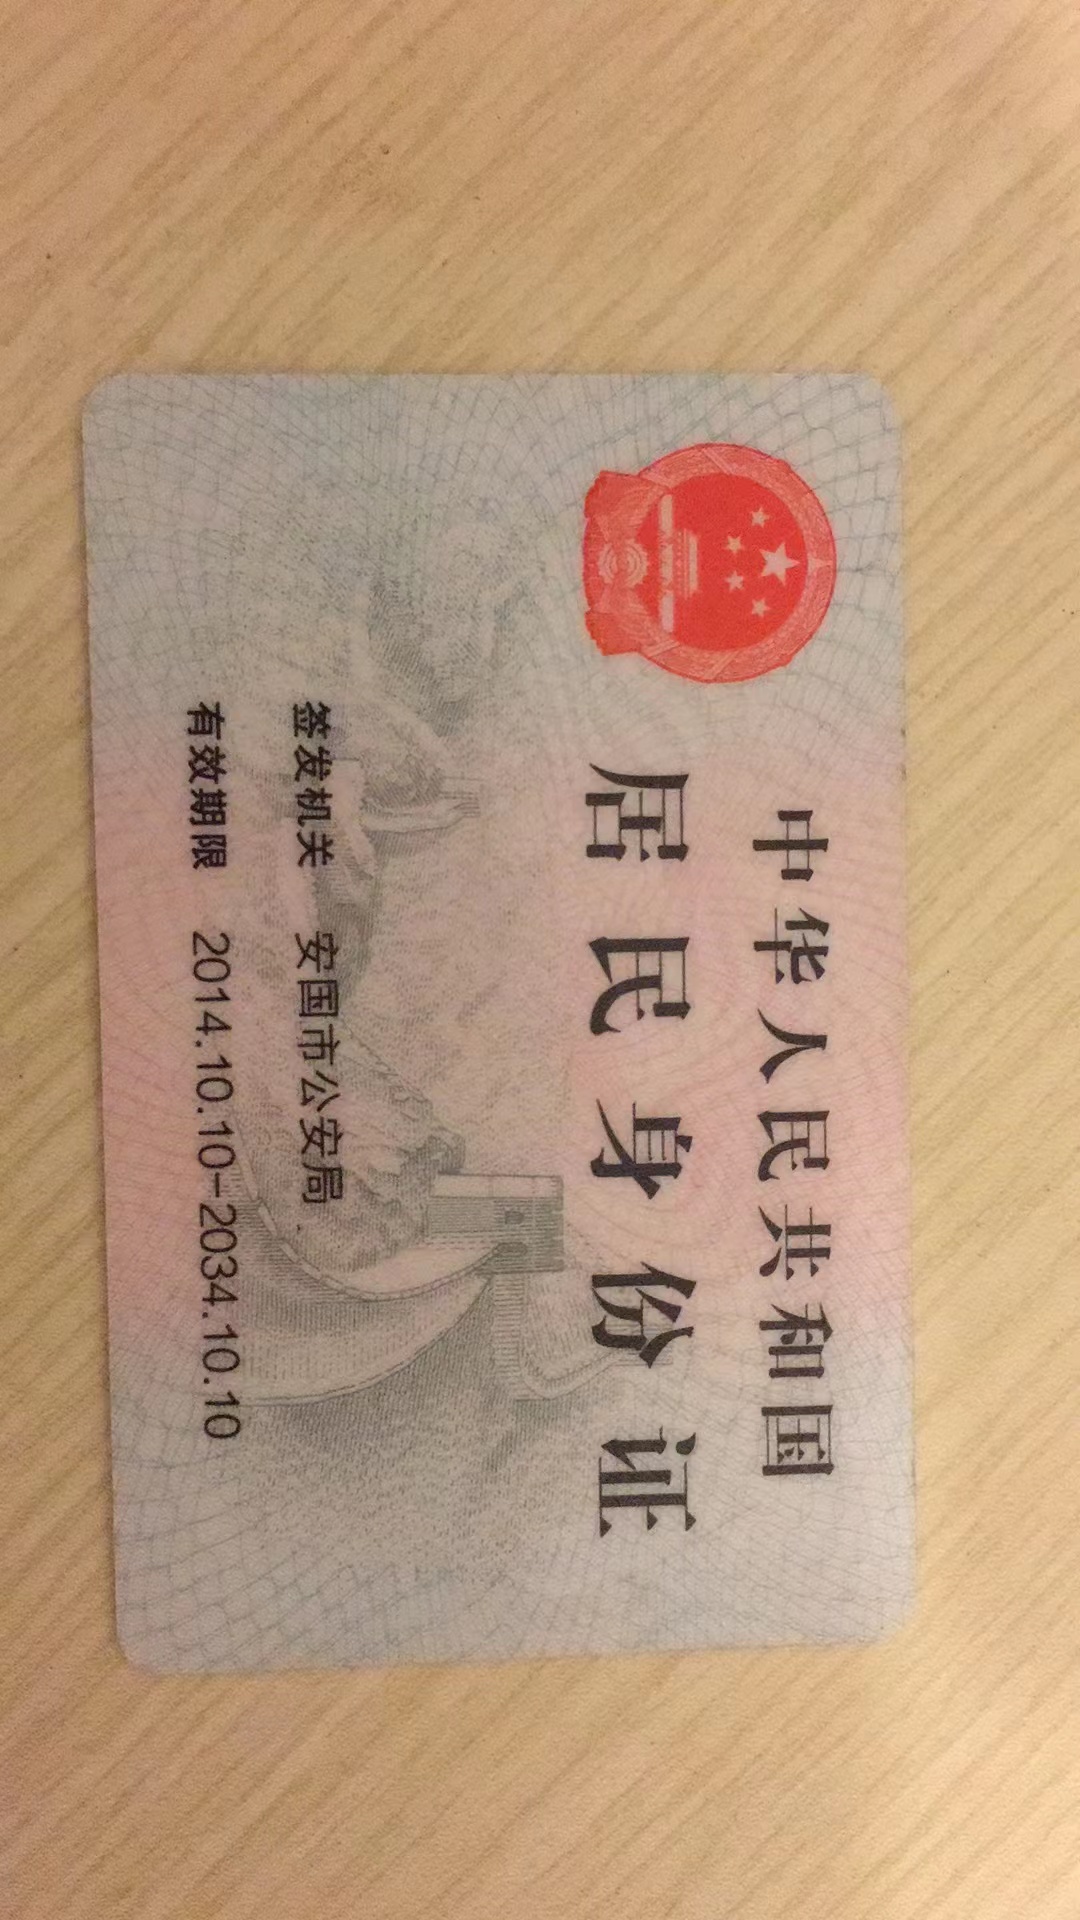 中华人民共和国
居民身份证
签发机关 安国市公安局
有效期限 2014.10.10-2034.10.10